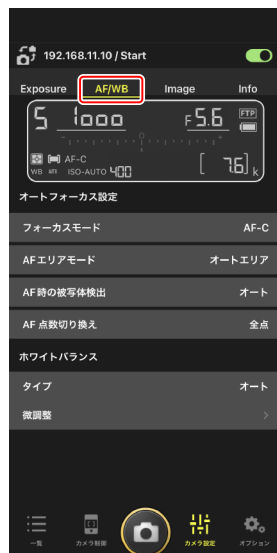 192.168.11.10 / Start
Exposure AF/WB Image Info
S 1000 F5.6 FTP
AF-C
WB ISO-AUTO 400 [ 7.6] k
オートフォーカス設定
フォーカスモード AF-C
AFエリアモード オートエリア
AF時の被写体検出 オート
AF 点数切り換え 全点
ホワイトバランス
タイプ オート
微調整
一覧 カメラ制御 カメラ設定 オプション